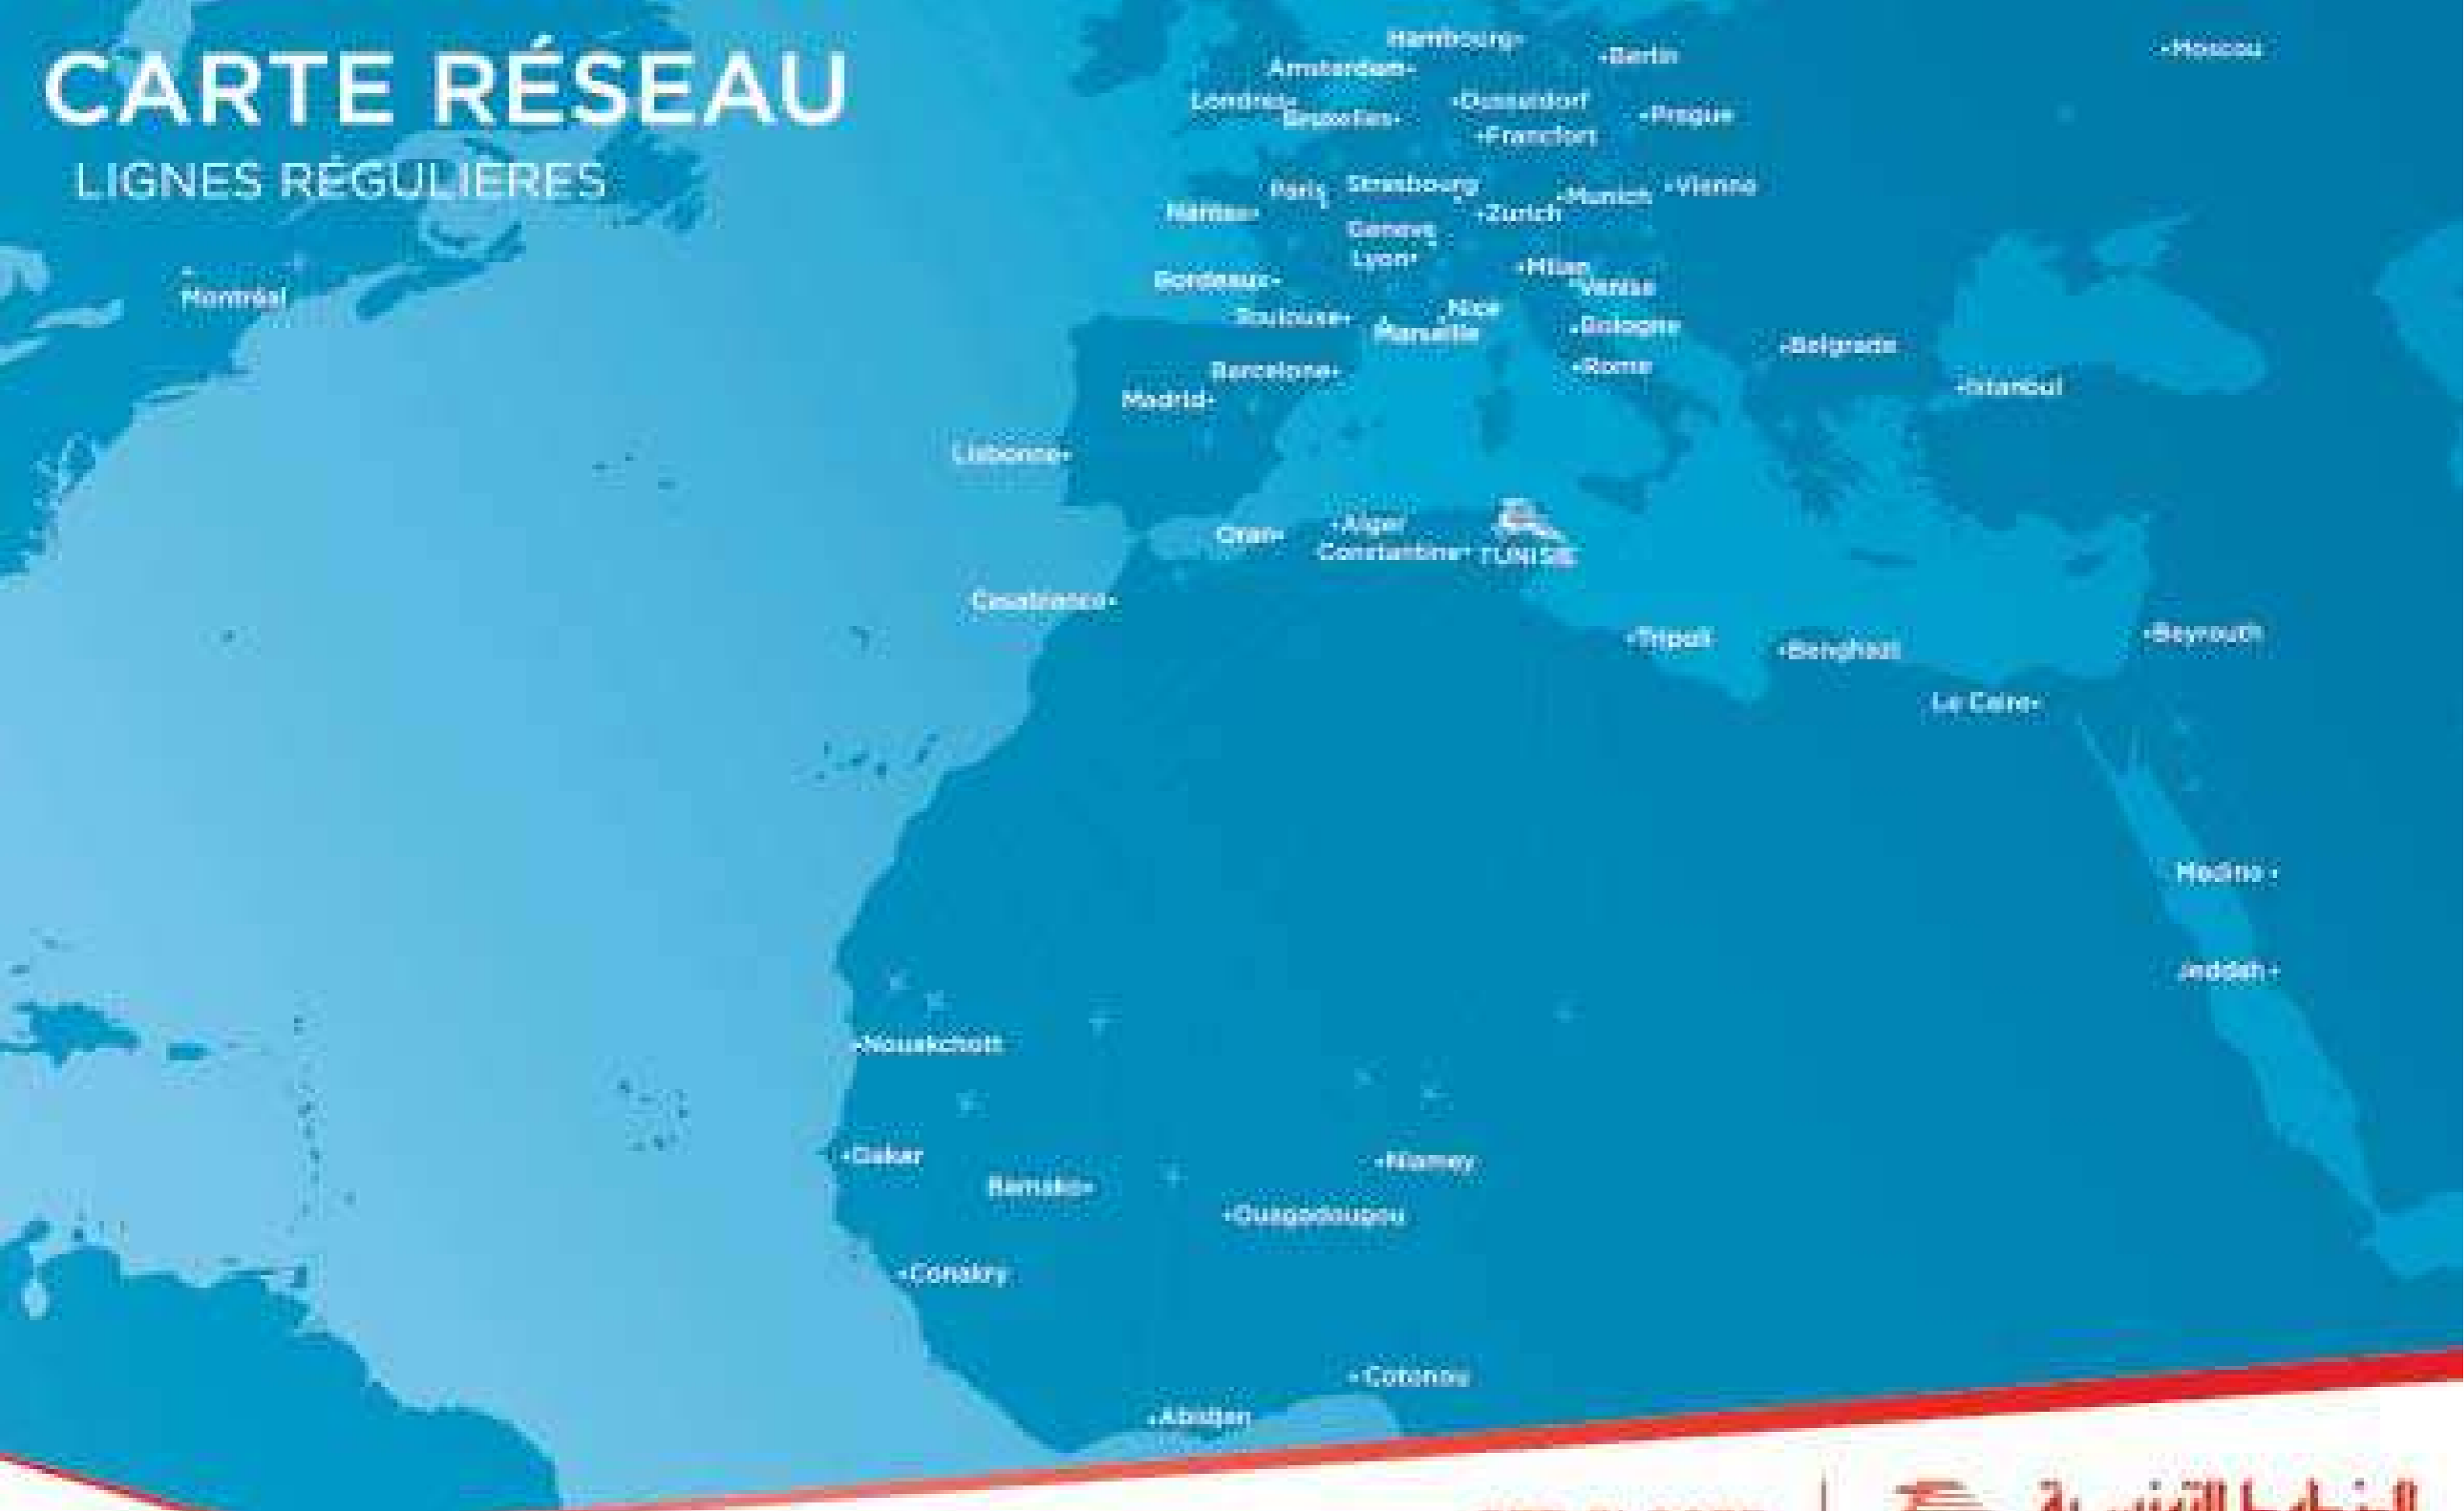 CARTE RÉSEAU
LIGNES RÉGULIÈRES
Hambourg
Berlin
Moscou
Amsterdam
Londres
Dusseldorf
Bruxelles
Prague
Francfort
Paris
Strasbourg
Munich
Vienne
Nantes
Zurich
Genève
Lyon
Milan
Bordeaux
Venise
Montréal
Nice
Toulouse
Marseille
Bologne
Belgrade
Barcelone
Rome
Istanbul
Madrid
Lisbonne
Alger
Oran
Constantine
TUNIS
Casablanca
Tripoli
Benghazi
Beyrouth
Le Caire
Medine
Jeddah
Nouakchott
Dakar
Niamey
Bamako
Ouagadougou
Conakry
Cotonou
Abidjan